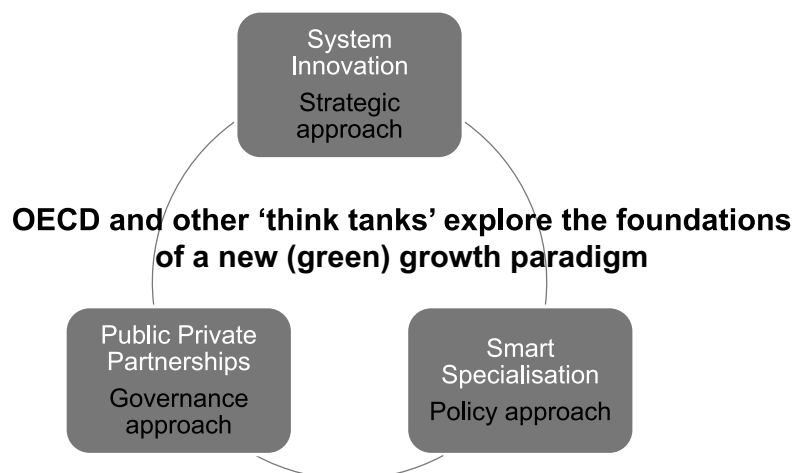 System
Innovation
Strategic
approach
OECD and other ‘think tanks’ explore the foundations
of a new (green) growth paradigm
Public Private
Partnerships
Governance
approach
Smart
Specialisation
Policy approach